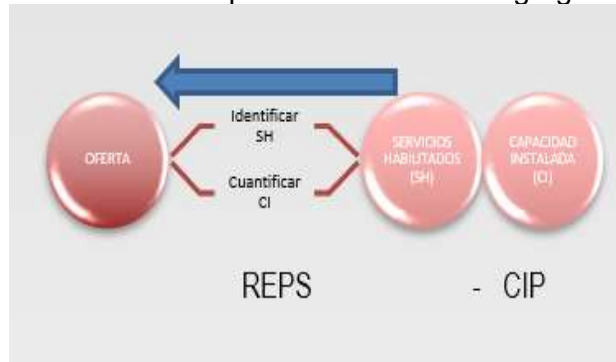 Identificar
SH
OFERTA
Cuantificar
CI
SERVICIOS
HABILITADOS
(SH)
CAPACIDAD
INSTALADA
(CI)
REPS - CIP